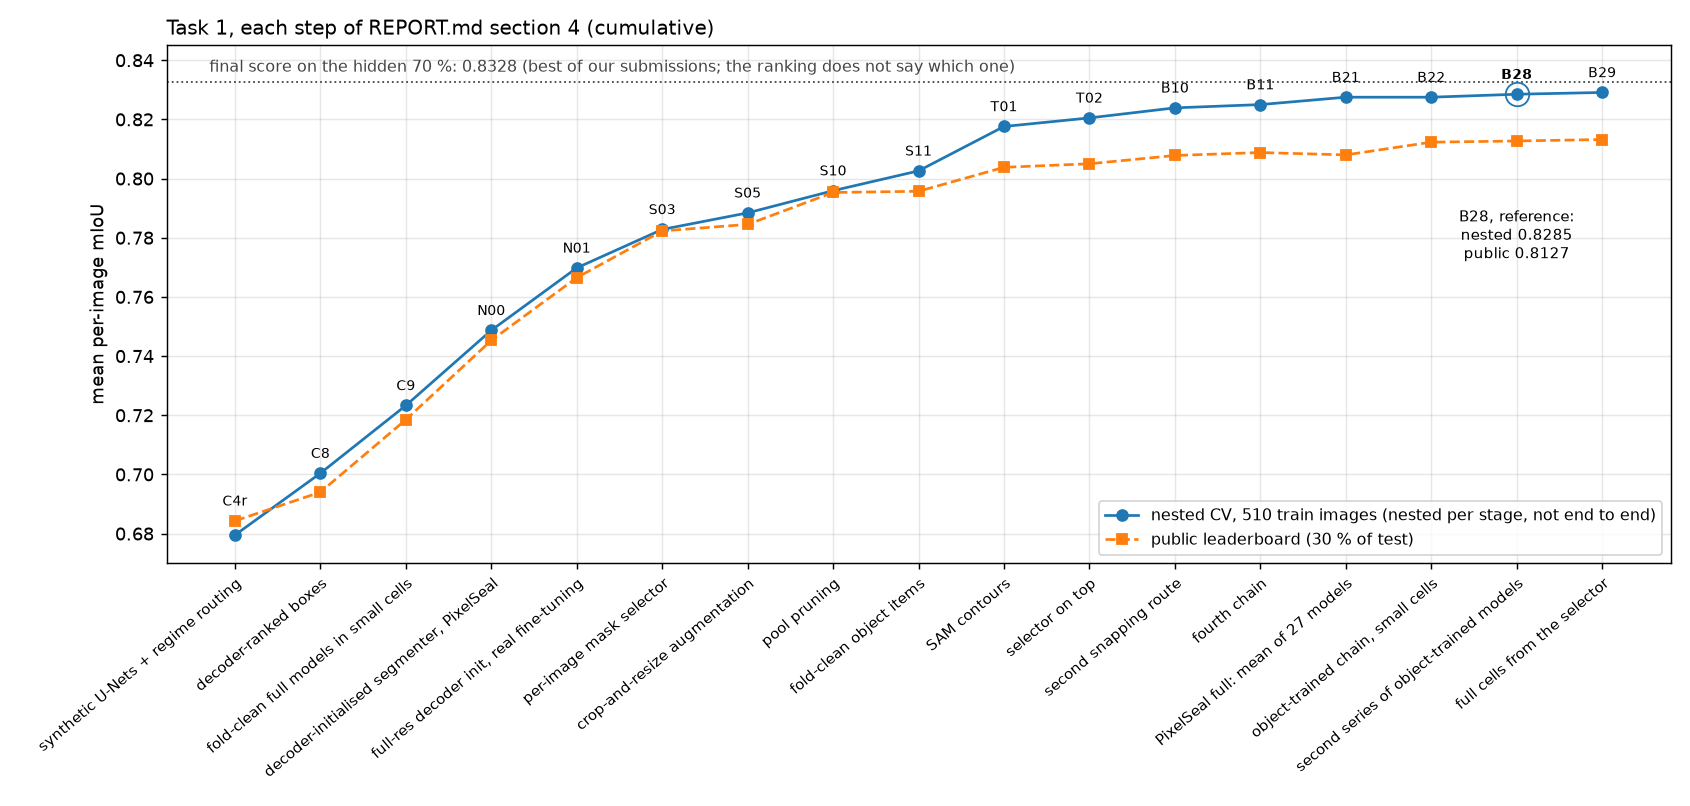 Task 1, each step of REPORT.md section 4 (cumulative)
final score on the hidden 70 %: 0.8328 (best of our submissions; the ranking does not say which one)
mean per-image mIoU
0.84
0.82
0.80
0.78
0.76
0.74
0.72
0.70
0.68
C4r
C8
C9
N00
N01
S03
S05
S10
S11
T01
T02
B10
B11
B21
B22
B28
B29
B28, reference:
nested 0.8285
public 0.8127
nested CV, 510 train images (nested per stage, not end to end)
public leaderboard (30 % of test)
synthetic U-Nets + regime routing
decoder-ranked boxes
fold-clean full models in small cells
decoder-initialised segmenter, PixelSeal
full-res decoder init, real fine-tuning
per-image mask selector
crop-and-resize augmentation
pool pruning
fold-clean object items
SAM contours
selector on top
second snapping route
fourth chain
PixelSeal full: mean of 27 models
object-trained chain, small cells
second series of object-trained models
full cells from the selector